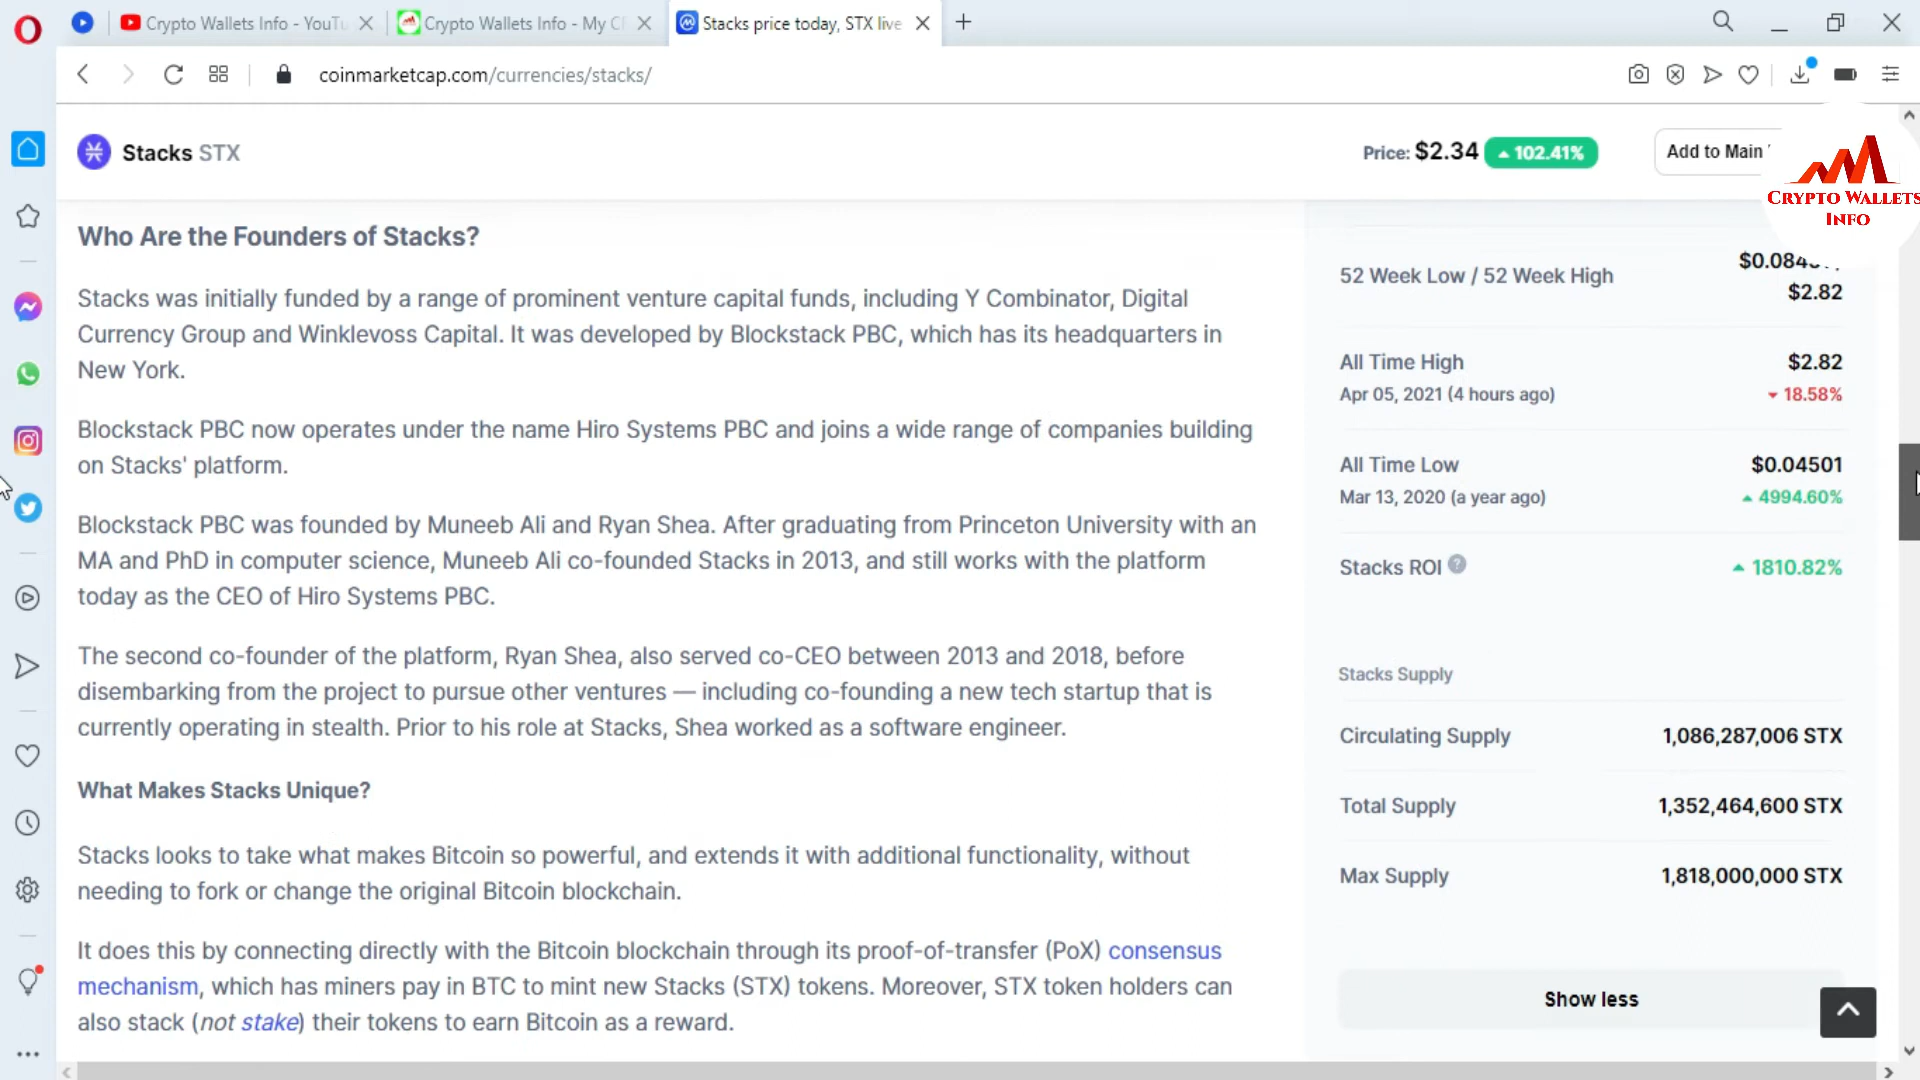 Crypto Wallets Info - YouTu
Crypto Wallets Info - My C
Stacks price today, STX live
coinmarketcap.com/currencies/stacks/
Stacks STX
Price: $2.34 102.41%
Add to Main
CRYPTO WALLETS
INFO
Who Are the Founders of Stacks?
Stacks was initially funded by a range of prominent venture capital funds, including Y Combinator, Digital
Currency Group and Winklevoss Capital. It was developed by Blockstack PBC, which has its headquarters in
New York.
Blockstack PBC now operates under the name Hiro Systems PBC and joins a wide range of companies building
on Stacks' platform.
Blockstack PBC was founded by Muneeb Ali and Ryan Shea. After graduating from Princeton University with an
MA and PhD in computer science, Muneeb Ali co-founded Stacks in 2013, and still works with the platform
today as the CEO of Hiro Systems PBC.
The second co-founder of the platform, Ryan Shea, also served co-CEO between 2013 and 2018, before
disembarking from the project to pursue other ventures — including co-founding a new tech startup that is
currently operating in stealth. Prior to his role at Stacks, Shea worked as a software engineer.
What Makes Stacks Unique?
Stacks looks to take what makes Bitcoin so powerful, and extends it with additional functionality, without
needing to fork or change the original Bitcoin blockchain.
It does this by connecting directly with the Bitcoin blockchain through its proof-of-transfer (PoX) consensus
mechanism, which has miners pay in BTC to mint new Stacks (STX) tokens. Moreover, STX token holders can
also stack (not stake) their tokens to earn Bitcoin as a reward.
52 Week Low / 52 Week High
$2.82
All Time High $2.82
Apr 05, 2021 (4 hours ago) 18.58%
All Time Low $0.04501
Mar 13, 2020 (a year ago) 4994.60%
Stacks ROI ? 1810.82%
Stacks Supply
Circulating Supply 1,086,287,006 STX
Total Supply 1,352,464,600 STX
Max Supply 1,818,000,000 STX
Show less